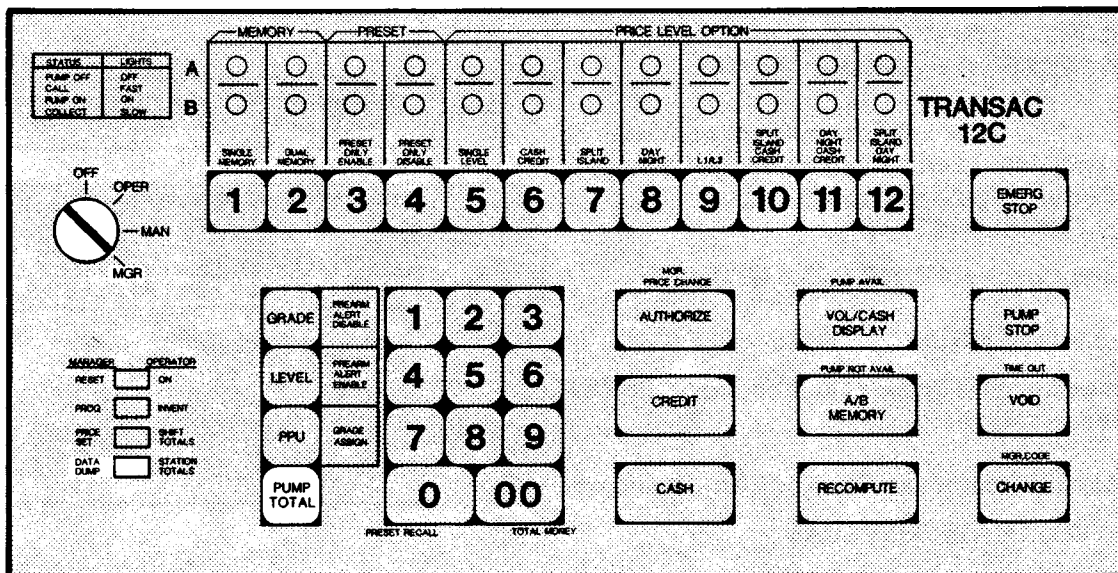 MEMORY PRESET PRICE LEVEL OPTION
STATUS LIGHTS
PUMP OFF OFF
CALL FAST
PUMP ON ON
COLLECT SLOW
A
B
SINGLE MEMORY
DUAL MEMORY
PRESET ONLY ENABLE
PRESET ONLY DISABLE
SINGLE LEVEL
CASH CREDIT
SPLIT ISLAND
DAY NIGHT
L1/L2
SPLIT ISLAND CASH CREDIT
DAY NIGHT CASH CREDIT
SPLIT ISLAND DAY NIGHT
TRANSAC
12C
1 2 3 4 5 6 7 8 9 10 11 12
EMERG STOP
OFF
OPER
MAN
MGR
GRADE
PREARM ALERT DISABLE
LEVEL
PREARM ALERT ENABLE
PPU
GRADE ASSIGN
PUMP TOTAL
1 2 3
4 5 6
7 8 9
0 00
PRESET RECALL
TOTAL MONEY
MGR. PRICE CHANGE
AUTHORIZE
PUMP AVAIL.
VOL/CASH DISPLAY
PUMP STOP
CREDIT
PUMP NOT AVAIL.
A/B MEMORY
TIME OUT
VOID
CASH
RECOMPUTE
MGR.CODE
CHANGE
MANAGER OPERATOR
RESET ON
PROG INVENT
PRICE SET SHIFT TOTALS
DATA DUMP STATION TOTALS